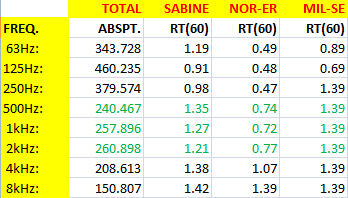 TOTAL SABINE NOR-ER MIL-SE
FREQ. ABSPT. RT(60) RT(60) RT(60)
63Hz: 343.728 1.19 0.49 0.89
125Hz: 460.235 0.91 0.48 0.69
250Hz: 379.574 0.98 0.47 1.39
500Hz: 240.467 1.35 0.74 1.39
1kHz: 257.896 1.27 0.72 1.39
2kHz: 260.898 1.21 0.77 1.39
4kHz: 208.613 1.38 1.07 1.39
8kHz: 150.807 1.42 1.39 1.39